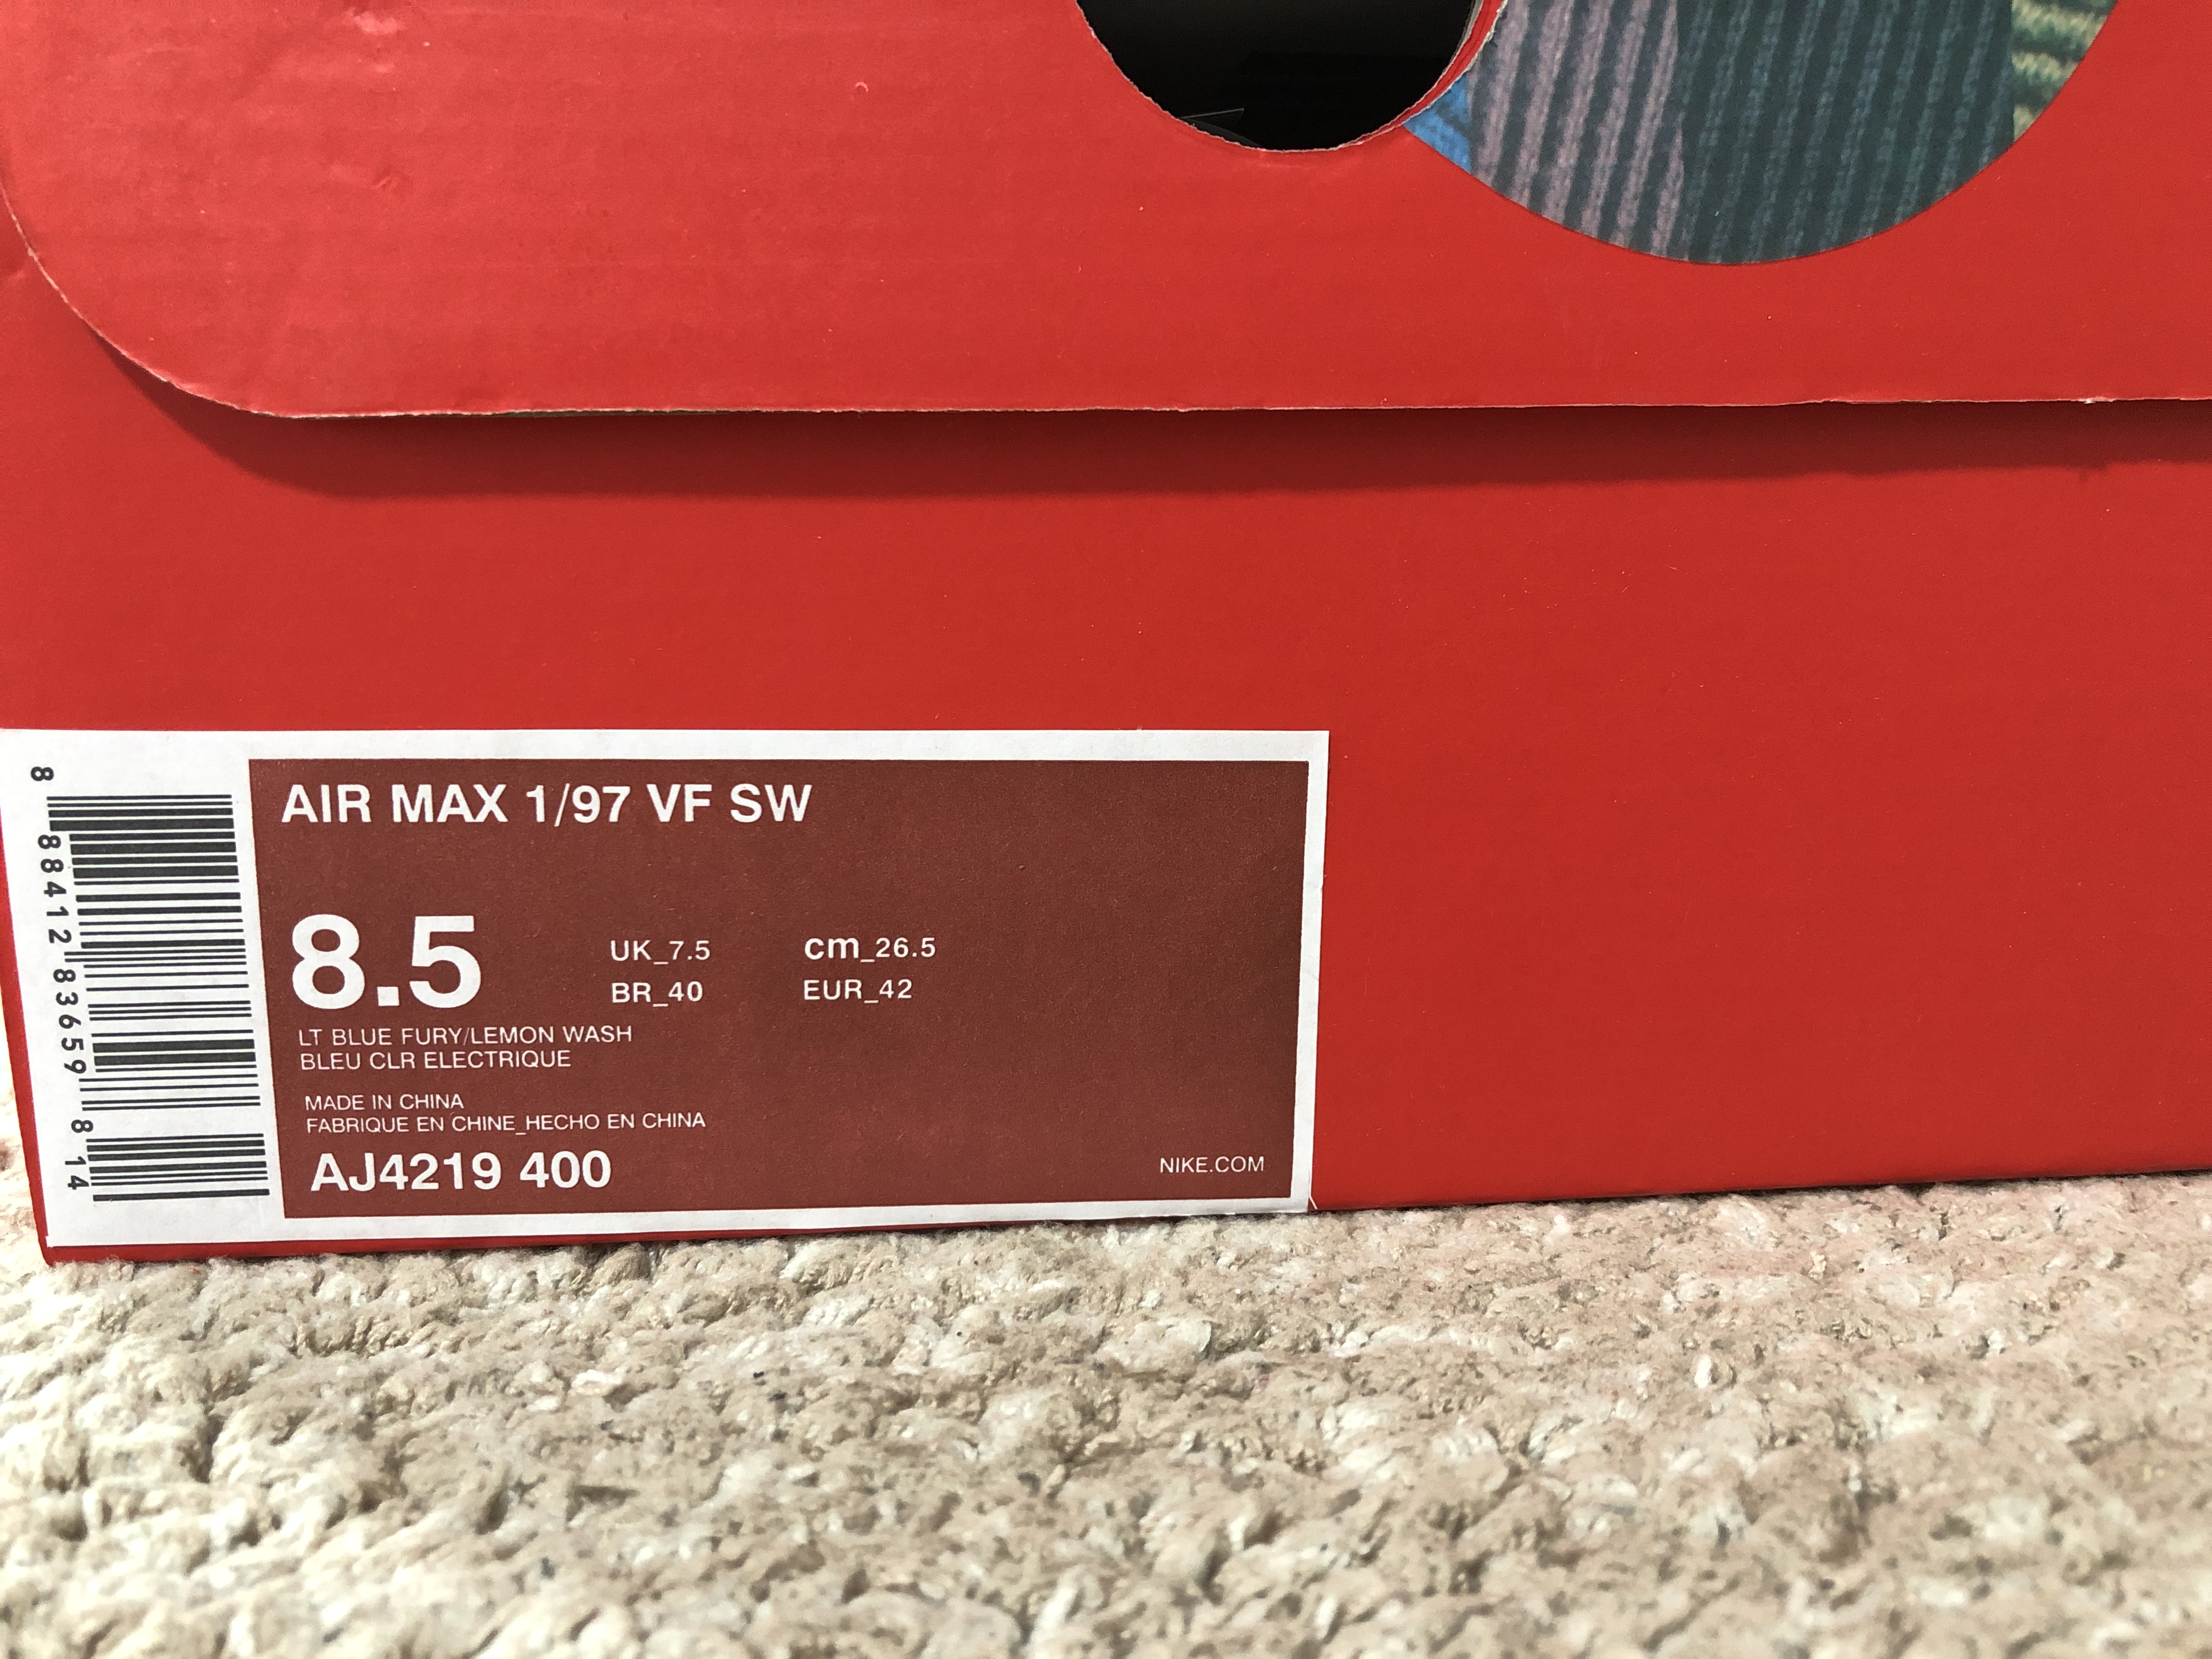 AIR MAX 1/97 VF SW
8.5
UK_7.5 cm_26.5
BR_40 EUR_42
LT BLUE FURY/LEMON WASH
BLEU CLR ELECTRIQUE
MADE IN CHINA
FABRIQUE EN CHINE_HECHO EN CHINA
AJ4219 400
NIKE.COM
8 88412 83659 8 14